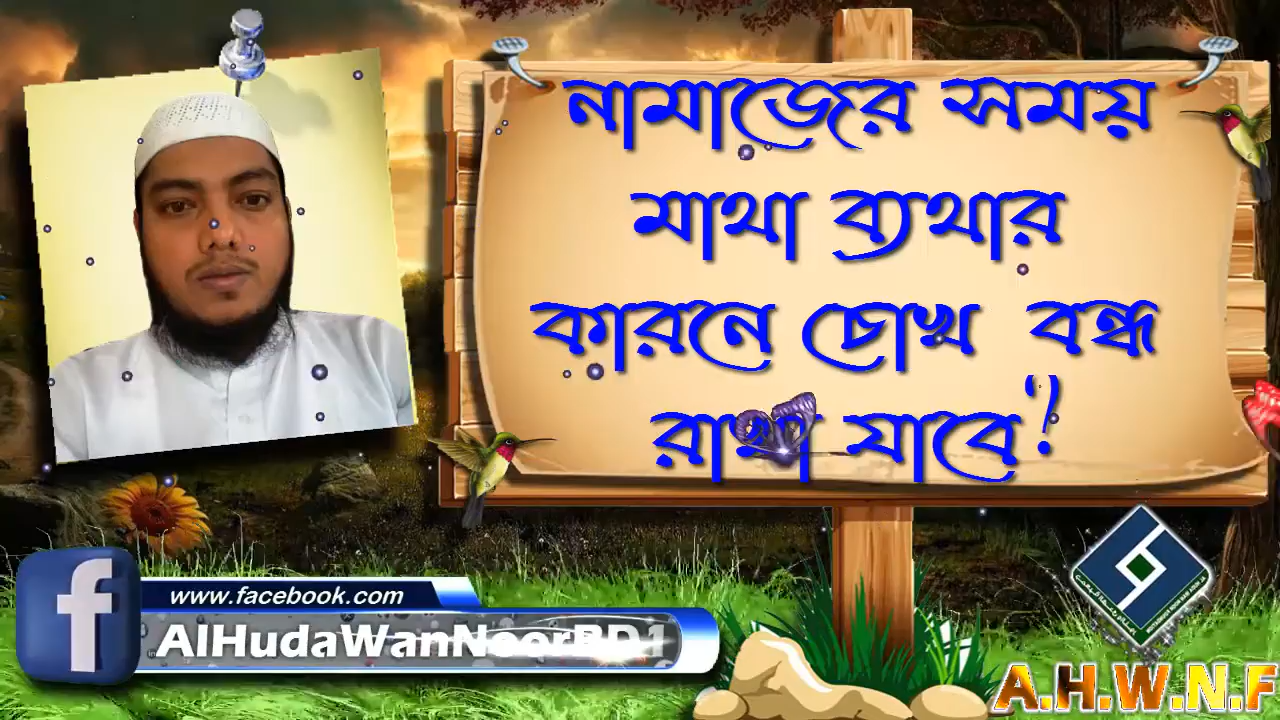 নামাজের সময়
মাথা ব্যথার
কারনে চোখ বন্ধ
রাখা যাবে?
www.facebook.com
AlHudaWanNoorBD1
A.H.W.N.F